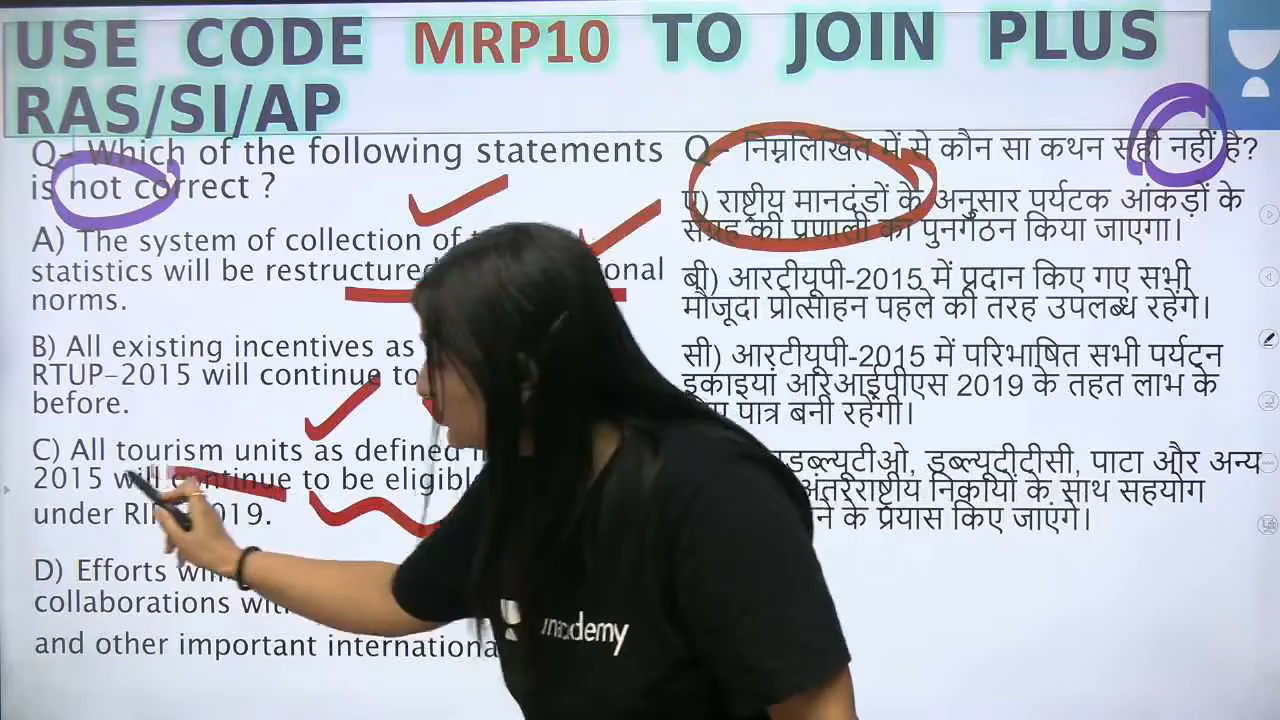 USE CODE MRP10 TO JOIN PLUS
RAS/SI/AP
Q- Which of the following statements
is not correct ?
A) The system of collection of
statistics will be restructured onal
norms.
B) All existing incentives as
RTUP-2015 will continue to
before.
C) All tourism units as defined
2015 will continue to be eligible
under 2019.
D) Efforts
collaborations
and other important internationa
Q- निम्नलिखित में से कौन सा कथन सही नहीं है?
ए) राष्ट्रीय मानदंडों के अनुसार पर्यटक आंकड़ों के
संग्रह की प्रणाली का पुनर्गठन किया जाएगा।
बी) आरटीयूपी-2015 में प्रदान किए गए सभी
मौजूदा प्रोत्साहन पहले की तरह उपलब्ध रहेंगे।
सी) आरटीयूपी-2015 में परिभाषित सभी पर्यटन
इकाइयां आरआईपीएस 2019 के तहत लाभ के
पात्र बनी रहेंगी।
डब्ल्यूटीओ, डब्ल्यूटीटीसी, पाटा और अन्य
अंतरराष्ट्रीय निकायों के साथ सहयोग
के प्रयास किए जाएंगे।
unacademy